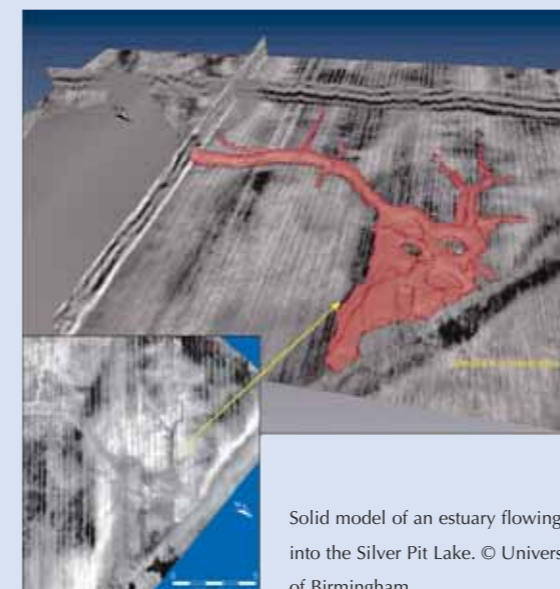 Solid model of an estuary flowing
into the Silver Pit Lake. © Univers
of Birmingham